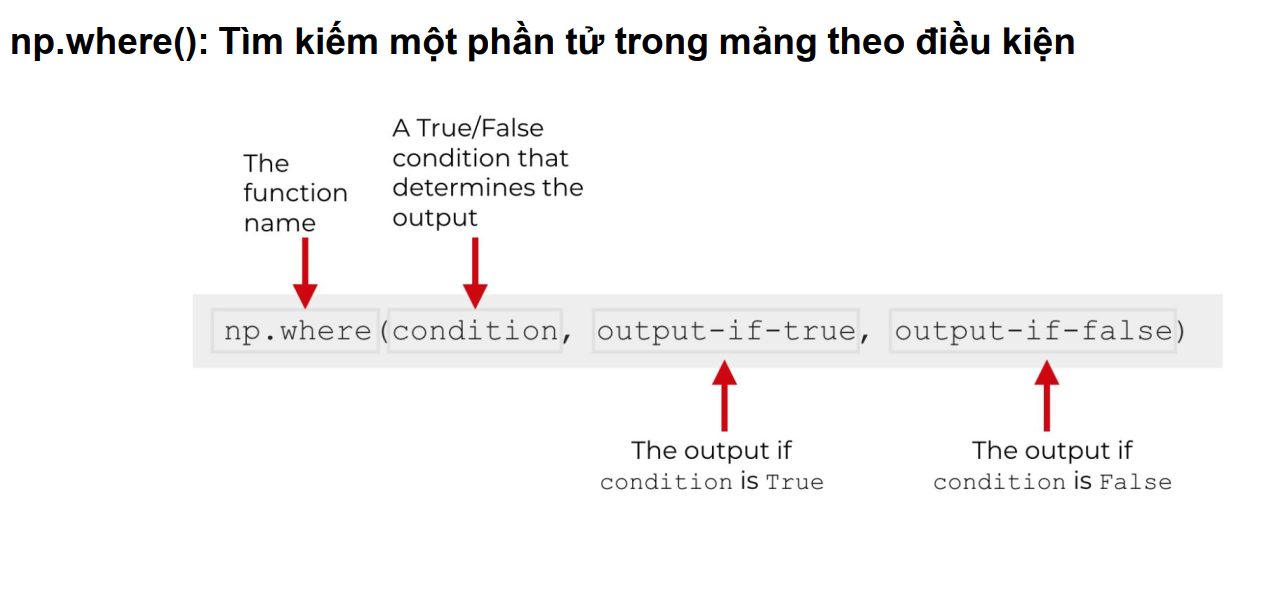 np.where(): Tìm kiếm một phần tử trong mảng theo điều kiện
The
function
name
A True/False
condition that
determines the
output
np.where(condition, output-if-true, output-if-false)
The output if
condition is True
The output if
condition is False